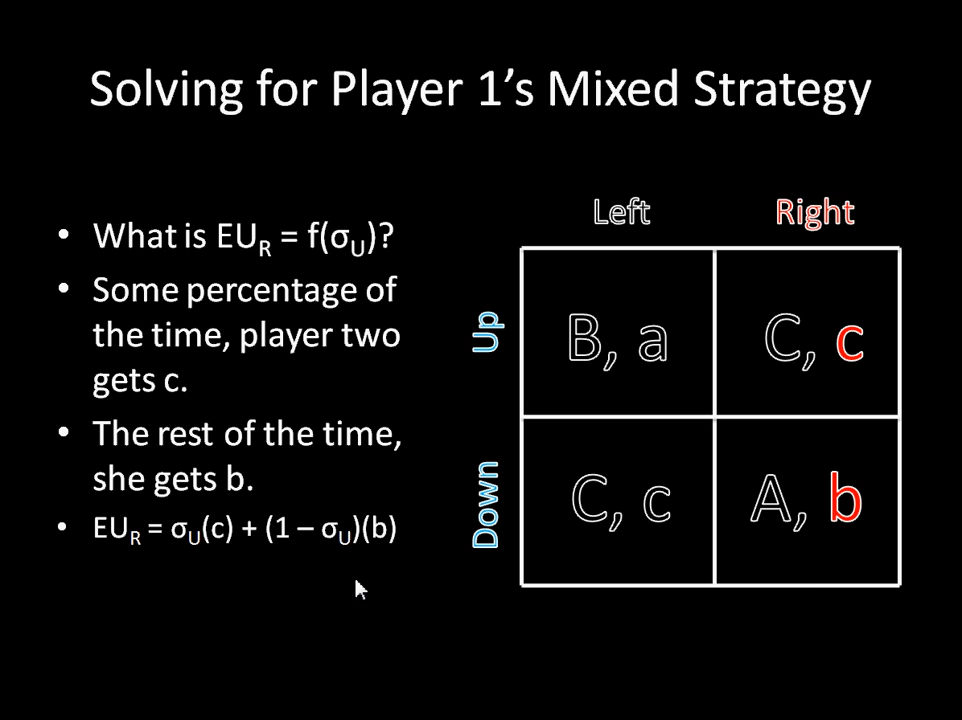 Solving for Player 1’s Mixed Strategy
• What is EU_R = f(σ_U)?
• Some percentage of
the time, player two
gets c.
• The rest of the time,
she gets b.
• EU_R = σ_U(c) + (1 – σ_U)(b)
Left Right
Up
B, a C, c
Down
C, c A, b